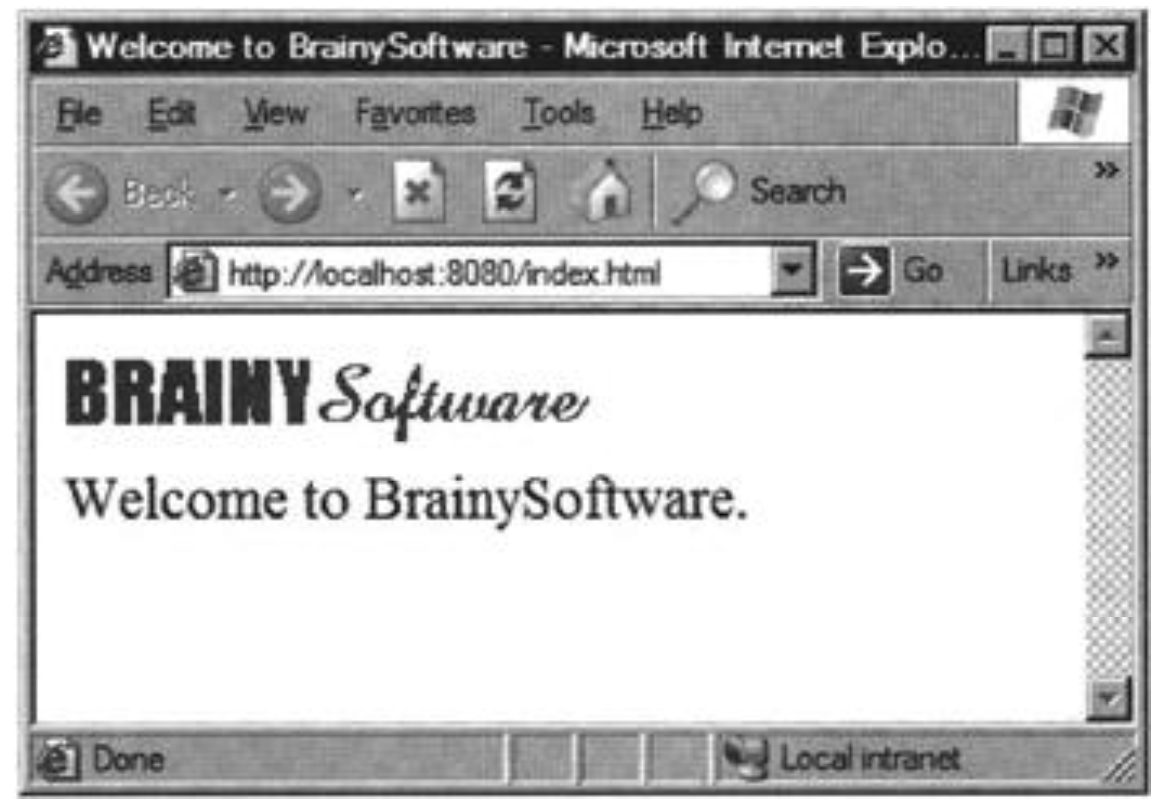 Welcome to BrainySoftware - Microsoft Internet Explo...
File Edit View Favorites Tools Help
Back Search »
Address http://localhost:8080/index.html Go Links »
BRAINY Software
Welcome to BrainySoftware.
Done Local intranet